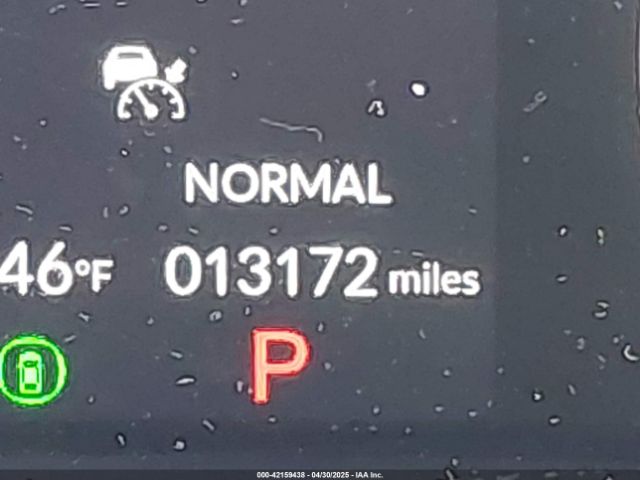 NORMAL
46°F 013172 miles
P
000-42159438 - 04/30/2025 - IAA Inc.